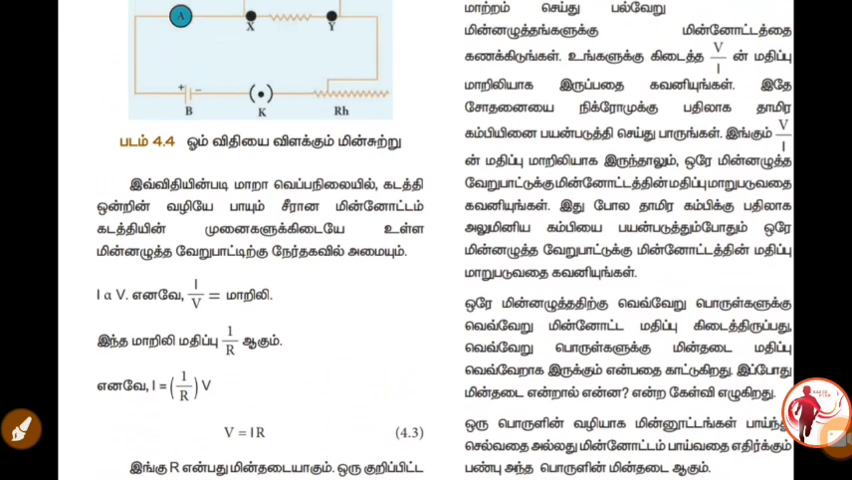 A
X
Y
+
−
B
K
Rh
படம் 4.4 ஓம் விதியை விளக்கும் மின்சுற்று
இவ்விதியின்படி மாறா வெப்பநிலையில், கடத்தி
ஒன்றின் வழியே பாயும் சீரான மின்னோட்டம்
கடத்தியின் முனைகளுக்கிடையே உள்ள
மின்னழுத்த வேறுபாட்டிற்கு நேர்தகவில் அமையும்.
I α V. எனவே, I/V = மாறிலி.
இந்த மாறிலி மதிப்பு 1/R ஆகும்.
எனவே, I = (1/R) V
V = I R (4.3)
இங்கு R என்பது மின்தடையாகும். ஒரு குறிப்பிட்ட
மாற்றம் செய்து பல்வேறு
மின்னழுத்தங்களுக்கு மின்னோட்டத்தை
கணக்கிடுங்கள். உங்களுக்கு கிடைத்த V/I ன் மதிப்பு
மாறிலியாக இருப்பதை கவனியுங்கள். இதே
சோதனையை நிக்ரோமுக்கு பதிலாக தாமிர
கம்பியினை பயன்படுத்தி செய்து பாருங்கள். இங்கும் V/I
ன் மதிப்பு மாறிலியாக இருந்தாலும், ஒரே மின்னழுத்த
வேறுபாட்டுக்கு மின்னோட்டத்தின் மதிப்பு மாறுபடுவதை
கவனியுங்கள். இது போல தாமிர கம்பிக்கு பதிலாக
அலுமினிய கம்பியை பயன்படுத்தும்போதும் ஒரே
மின்னழுத்த வேறுபாட்டுக்கு மின்னோட்டத்தின் மதிப்பு
மாறுபடுவதை கவனியுங்கள்.
ஒரே மின்னழுத்ததிற்கு வெவ்வேறு பொருள்களுக்கு
வெவ்வேறு மின்னோட்ட மதிப்பு கிடைத்திருப்பது,
வெவ்வேறு பொருள்களுக்கு மின்தடை மதிப்பு
வெவ்வேறாக இருக்கும் என்பதை காட்டுகிறது. இப்போது
மின்தடை என்றால் என்ன? என்ற கேள்வி எழுகிறது.
ஒரு பொருளின் வழியாக மின்னூட்டங்கள் பாய்ந்து
செல்வதை அல்லது மின்னோட்டம் பாய்வதை எதிர்க்கும்
பண்பு அந்த பொருளின் மின்தடை ஆகும்.